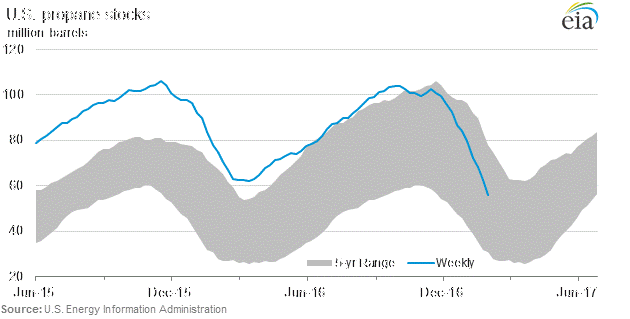 U.S. propane stocks
million barrels
eia
120
100
80
60
40
20
5-yr Range
Weekly
Jun-15
Dec-15
Jun-16
Dec-16
Jun-17
Source: U.S. Energy Information Administration